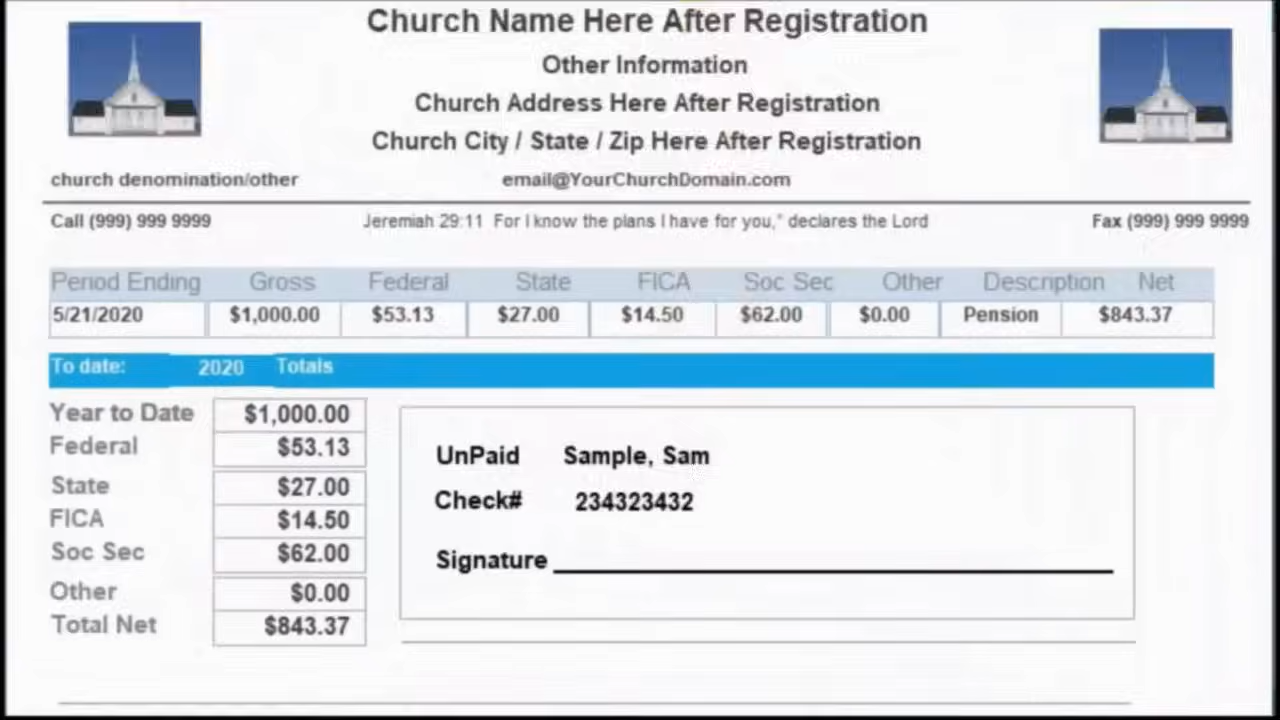 Church Name Here After Registration
Other Information
Church Address Here After Registration
Church City / State / Zip Here After Registration
church denomination/other email@YourChurchDomain.com
Call (999) 999 9999 Jeremiah 29:11 For I know the plans I have for you," declares the Lord Fax (999) 999 9999
Period Ending Gross Federal State FICA Soc Sec Other Description Net
5/21/2020 $1,000.00 $53.13 $27.00 $14.50 $62.00 $0.00 Pension $843.37
To date: 2020 Totals
Year to Date $1,000.00
Federal $53.13
State $27.00
FICA $14.50
Soc Sec $62.00
Other $0.00
Total Net $843.37
UnPaid Sample, Sam
Check# 234323432
Signature